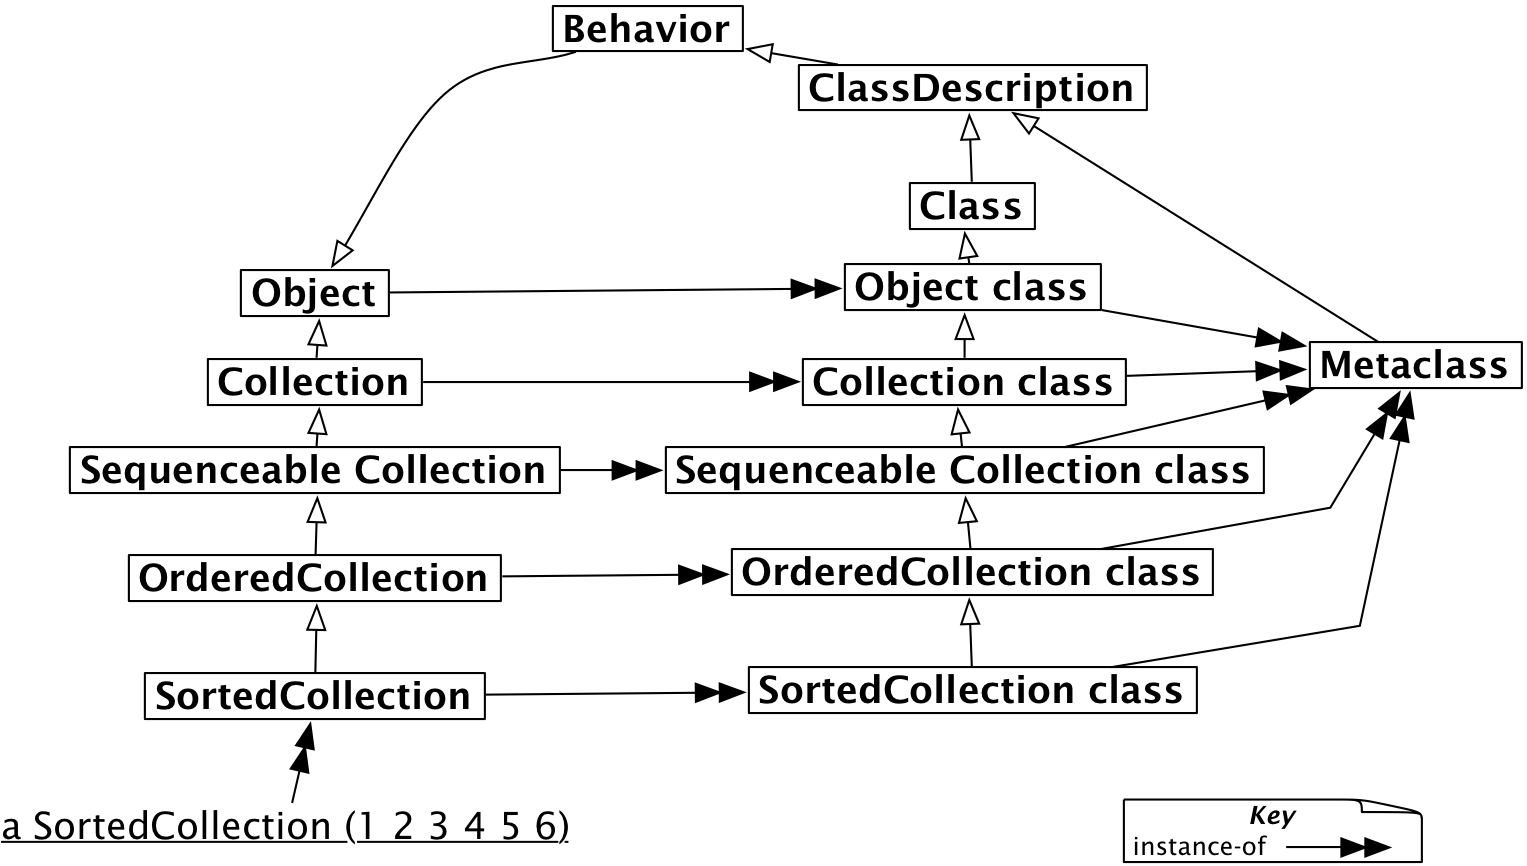 Behavior
ClassDescription
Class
Object
Object class
Collection
Collection class
Metaclass
Sequenceable Collection
Sequenceable Collection class
OrderedCollection
OrderedCollection class
SortedCollection
SortedCollection class
a SortedCollection (1 2 3 4 5 6)
Key
instance-of